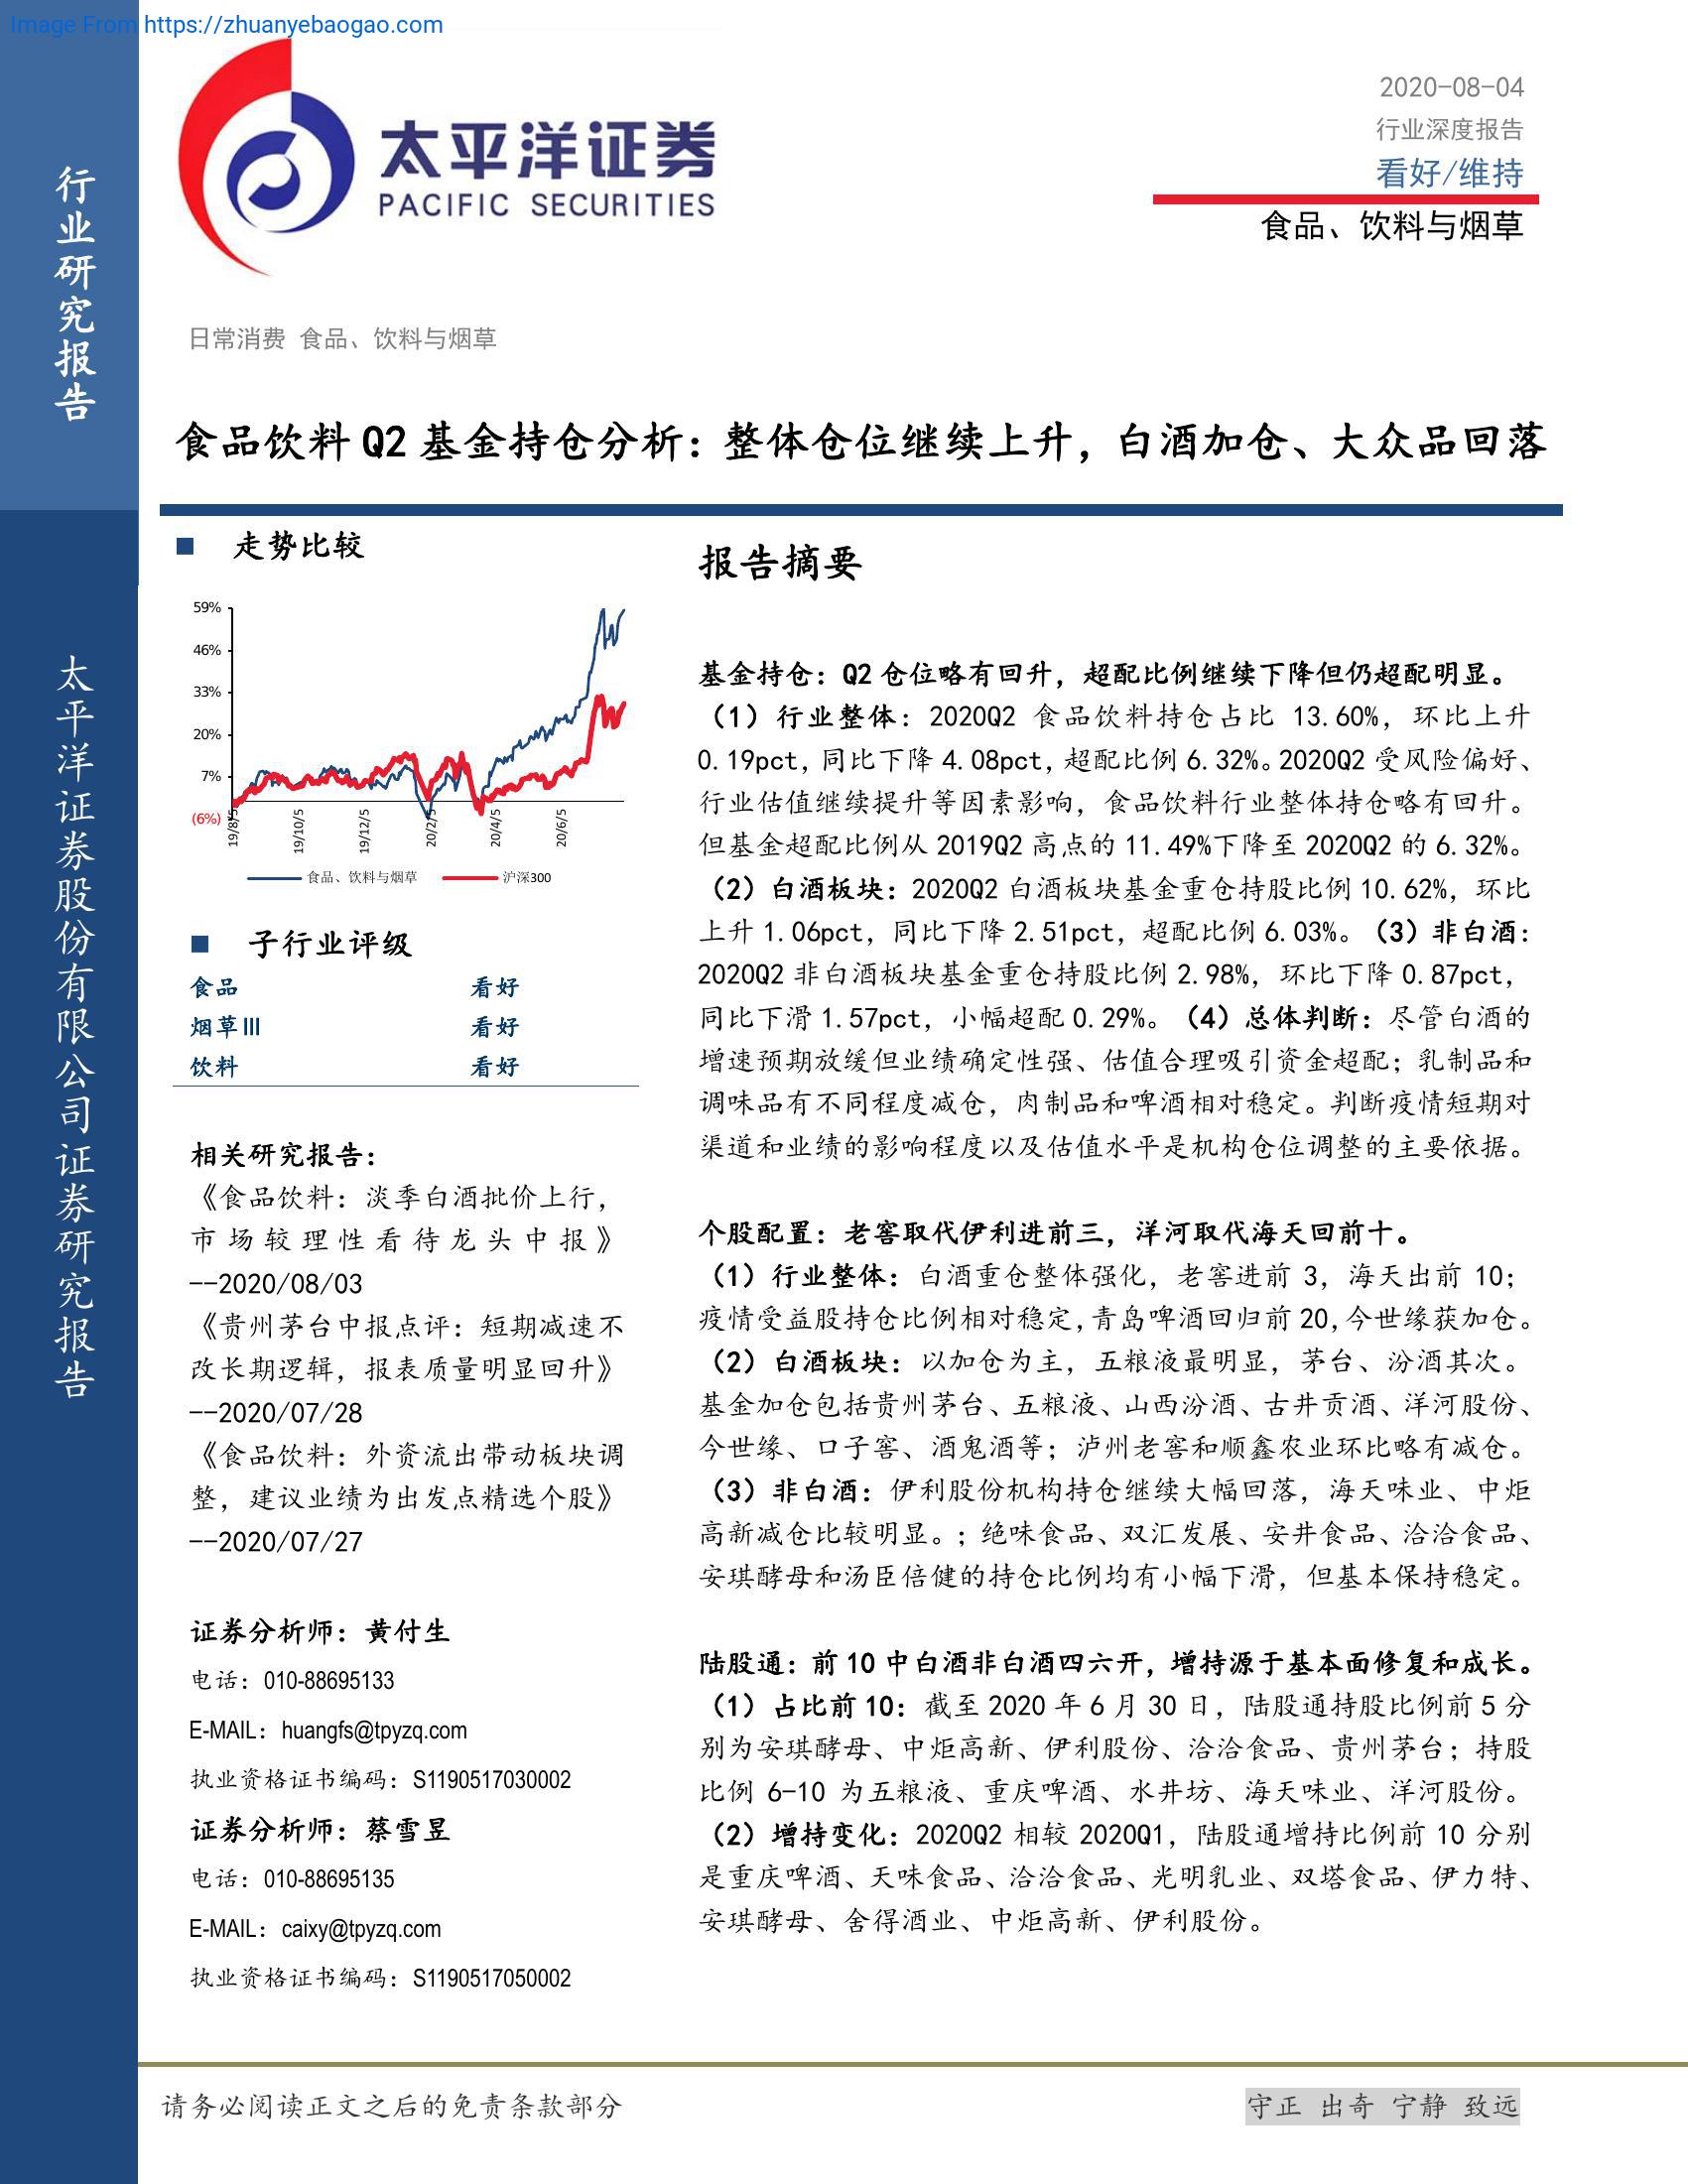 Image From https://zhuanyebaogao.com
行业研究报告
太平洋证券股份有限公司证券研究报告
太平洋证券
PACIFIC SECURITIES
2020-08-04
行业深度报告
看好/维持
食品、饮料与烟草
日常消费 食品、饮料与烟草
食品饮料 Q2 基金持仓分析：整体仓位继续上升，白酒加仓、大众品回落
■ 走势比较
59%
46%
33%
20%
7%
(6%)
19/8/5
19/10/5
19/12/5
20/2/5
20/4/5
20/6/5
食品、饮料与烟草
沪深300
■ 子行业评级
食品 看好
烟草Ⅲ 看好
饮料 看好
相关研究报告：
《食品饮料：淡季白酒批价上行，
市场较理性看待龙头中报》
--2020/08/03
《贵州茅台中报点评：短期减速不
改长期逻辑，报表质量明显回升》
--2020/07/28
《食品饮料：外资流出带动板块调
整，建议业绩为出发点精选个股》
--2020/07/27
证券分析师：黄付生
电话：010-88695133
E-MAIL：huangfs@tpyzq.com
执业资格证书编码：S1190517030002
证券分析师：蔡雪昱
电话：010-88695135
E-MAIL：caixy@tpyzq.com
执业资格证书编码：S1190517050002
报告摘要
基金持仓：Q2 仓位略有回升，超配比例继续下降但仍超配明显。
（1）行业整体：2020Q2 食品饮料持仓占比 13.60%，环比上升
0.19pct，同比下降 4.08pct，超配比例 6.32%。2020Q2 受风险偏好、
行业估值继续提升等因素影响，食品饮料行业整体持仓略有回升。
但基金超配比例从 2019Q2 高点的 11.49%下降至 2020Q2 的 6.32%。
（2）白酒板块：2020Q2 白酒板块基金重仓持股比例 10.62%，环比
上升 1.06pct，同比下降 2.51pct，超配比例 6.03%。（3）非白酒：
2020Q2 非白酒板块基金重仓持股比例 2.98%，环比下降 0.87pct，
同比下滑 1.57pct，小幅超配 0.29%。（4）总体判断：尽管白酒的
增速预期放缓但业绩确定性强、估值合理吸引资金超配；乳制品和
调味品有不同程度减仓，肉制品和啤酒相对稳定。判断疫情短期对
渠道和业绩的影响程度以及估值水平是机构仓位调整的主要依据。
个股配置：老窖取代伊利进前三，洋河取代海天回前十。
（1）行业整体：白酒重仓整体强化，老窖进前 3，海天出前 10；
疫情受益股持仓比例相对稳定，青岛啤酒回归前 20，今世缘获加仓。
（2）白酒板块：以加仓为主，五粮液最明显，茅台、汾酒其次。
基金加仓包括贵州茅台、五粮液、山西汾酒、古井贡酒、洋河股份、
今世缘、口子窖、酒鬼酒等；泸州老窖和顺鑫农业环比略有减仓。
（3）非白酒：伊利股份机构持仓继续大幅回落，海天味业、中炬
高新减仓比较明显。；绝味食品、双汇发展、安井食品、洽洽食品、
安琪酵母和汤臣倍健的持仓比例均有小幅下滑，但基本保持稳定。
陆股通：前 10 中白酒非白酒四六开，增持源于基本面修复和成长。
（1）占比前 10：截至 2020 年 6 月 30 日，陆股通持股比例前 5 分
别为安琪酵母、中炬高新、伊利股份、洽洽食品、贵州茅台；持股
比例 6-10 为五粮液、重庆啤酒、水井坊、海天味业、洋河股份。
（2）增持变化：2020Q2 相较 2020Q1，陆股通增持比例前 10 分别
是重庆啤酒、天味食品、洽洽食品、光明乳业、双塔食品、伊力特、
安琪酵母、舍得酒业、中炬高新、伊利股份。
请务必阅读正文之后的免责条款部分
守正 出奇 宁静 致远